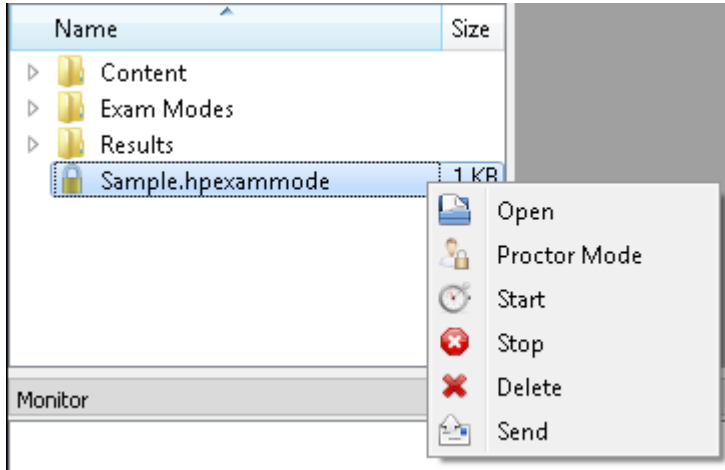 Name Size
Content
Exam Modes
Results
Sample.hpexammode 1 KB
Open
Proctor Mode
Start
Stop
Delete
Send
Monitor